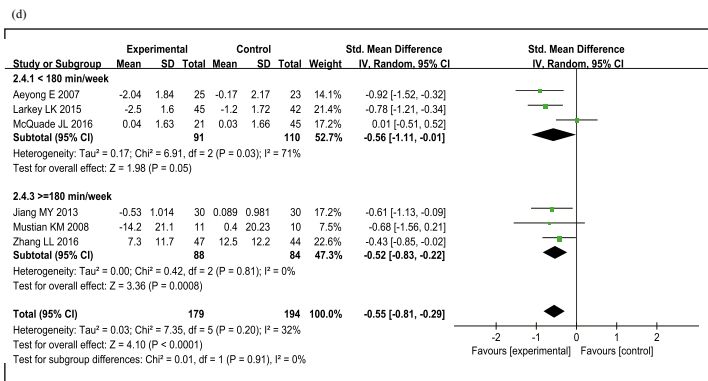 (d)
Experimental Control Std. Mean Difference Std. Mean Difference
Study or Subgroup Mean SD Total Mean SD Total Weight IV, Random, 95% CI IV, Random, 95% CI
2.4.1 < 180 min/week
Aeyong E 2007 -2.04 1.84 25 -0.17 2.17 23 13.0% -0.92 [-1.52, -0.32]
Larkey LK 2015 -2.5 1.6 45 -1.2 1.72 42 21.4% -0.78 [-1.21, -0.34]
McQuade JL 2016 0.04 1.63 21 0.03 1.66 45 17.2% 0.01 [-0.51, 0.52]
Subtotal (95% CI) 91 110 52.7% -0.56 [-1.11, -0.01]
Heterogeneity: Tau² = 0.17; Chi² = 6.91, df = 2 (P = 0.03); I² = 71%
Test for overall effect: Z = 1.98 (P = 0.05)
2.4.3 >=180 min/week
Jiang MY 2013 -0.53 1.014 30 0.089 0.981 30 17.2% -0.61 [-1.13, -0.09]
Mustian KM 2008 -14.2 21.1 11 0.4 20.23 10 7.5% -0.68 [-1.56, 0.21]
Zhang LL 2016 7.3 11.7 47 12.5 12.2 44 22.6% -0.43 [-0.85, -0.02]
Subtotal (95% CI) 88 84 47.3% -0.52 [-0.83, -0.22]
Heterogeneity: Tau² = 0.00; Chi² = 0.42, df = 2 (P = 0.81); I² = 0%
Test for overall effect: Z = 3.36 (P = 0.0008)
Total (95% CI) 179 194 100.0% -0.55 [-0.81, -0.29]
Heterogeneity: Tau² = 0.03; Chi² = 7.35, df = 5 (P = 0.20); I² = 32%
Test for overall effect: Z = 4.10 (P < 0.0001)
Test for subgroup differences: Chi² = 0.01, df = 1 (P = 0.91), I² = 0%
-2 -1 0 1 2
Favours [experimental] Favours [control]